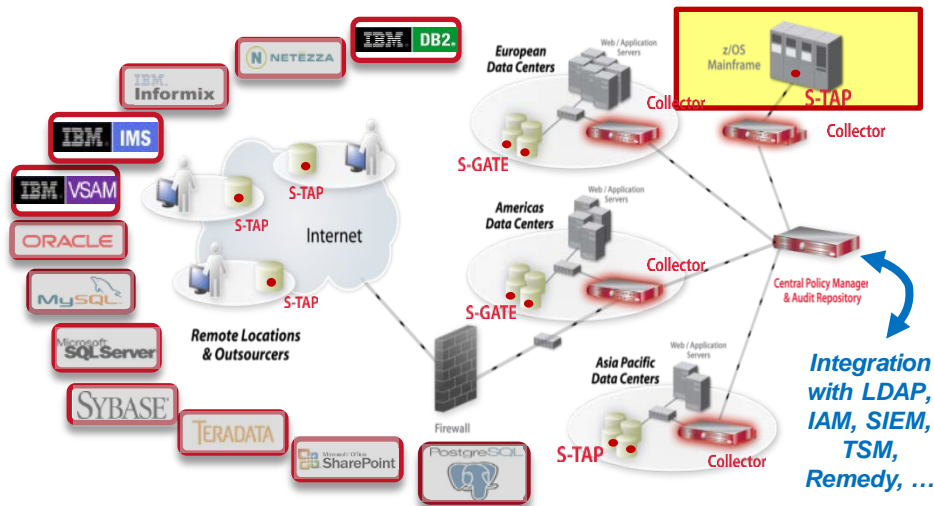 IBM DB2.
NETEZZA
IBM
Informix
IBM IMS
IBM VSAM
ORACLE
MySQL
Microsoft
SQLServer
SYBASE
TERADATA
Microsoft Office
SharePoint
PostgreSQL
S-TAP
S-TAP
S-TAP
Internet
Remote Locations
& Outsourcers
Firewall
European
Data Centers
Web / Application
Servers
Collector
S-GATE
Americas
Data Centers
Web / Application
Servers
Collector
S-GATE
Asia Pacific
Data Centers
Web / Application
Servers
S-TAP
Collector
z/OS
Mainframe
S-TAP
Collector
Central Policy Manager
& Audit Repository
Integration
with LDAP,
IAM, SIEM,
TSM,
Remedy, …